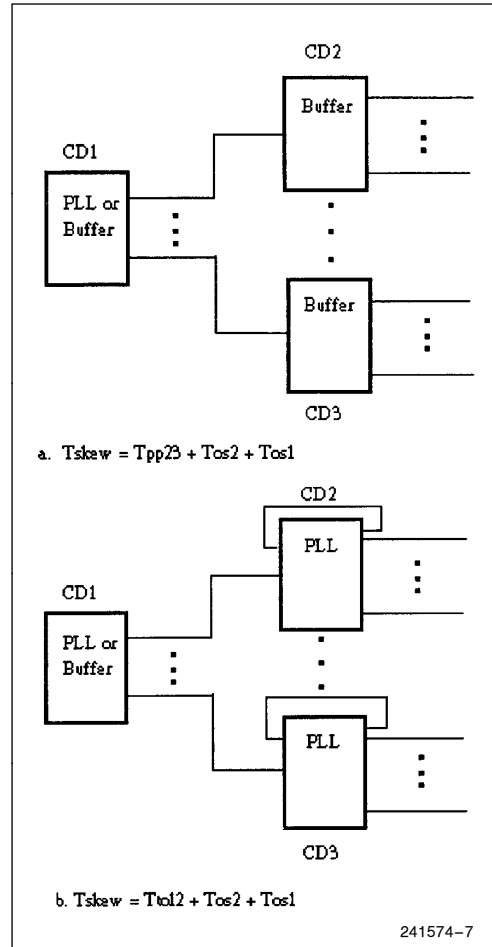 CD2
Buffer
CD1
PLL or
Buffer
Buffer
CD3
a. Tskew = Tpp23 + Tos2 + Tos1
CD2
PLL
CD1
PLL or
Buffer
PLL
CD3
b. Tskew = Ttol2 + Tos2 + Tos1
241574–7